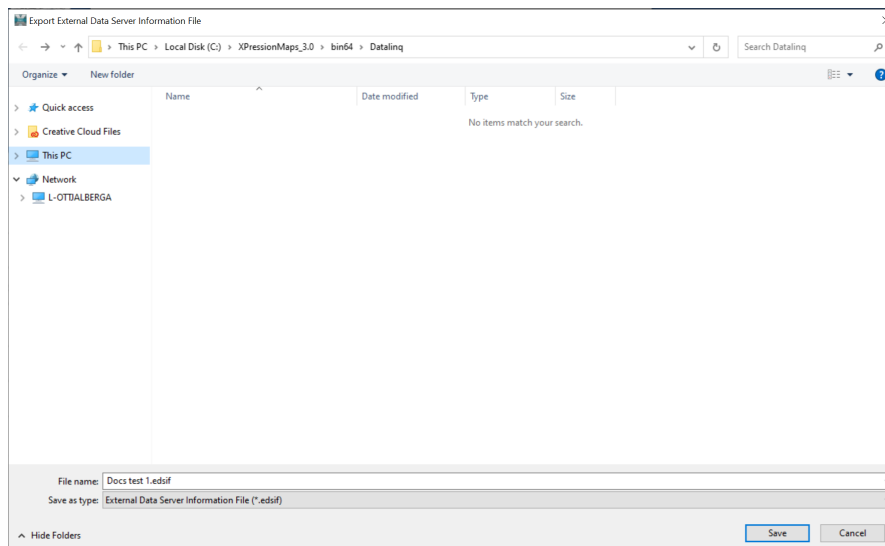 Export External Data Server Information File
This PC > Local Disk (C:) > XPressionMaps_3.0 > bin64 > Datalinq
Search Datalinq
Organize New folder
Name Date modified Type Size
No items match your search.
Quick access
Creative Cloud Files
This PC
Network
L-OTTJALBERGA
File name: Docs test 1.edsif
Save as type: External Data Server Information File (*.edsif)
Hide Folders Save Cancel